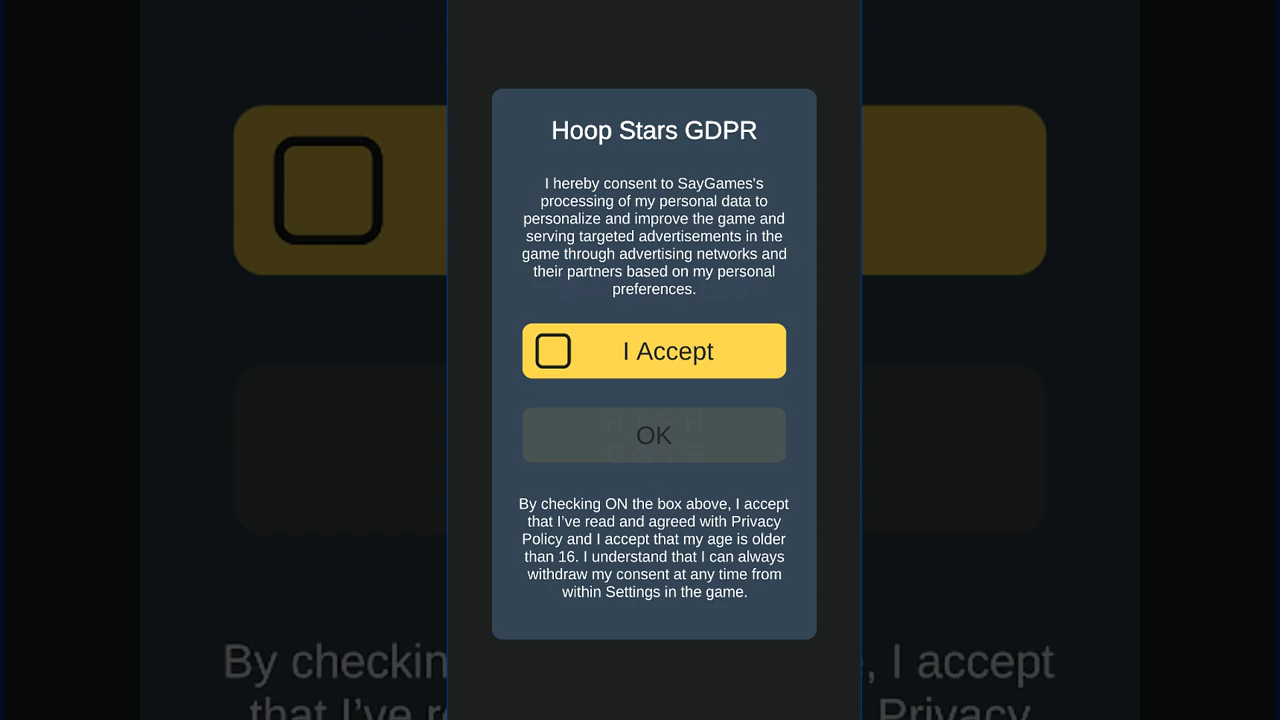 Hoop Stars GDPR
I hereby consent to SayGames's
processing of my personal data to
personalize and improve the game and
serving targeted advertisements in the
game through advertising networks and
their partners based on my personal
preferences.
I Accept
OK
By checking ON the box above, I accept
that I've read and agreed with Privacy
Policy and I accept that my age is older
than 16. I understand that I can always
withdraw my consent at any time from
within Settings in the game.
By checkin
, I accept
that I've r
Privacy